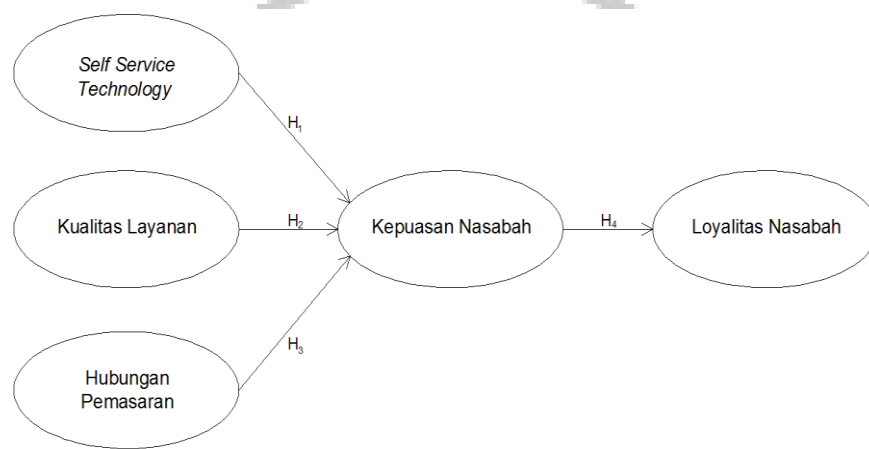 Self Service
Technology
H1
Kualitas Layanan
H2
Kepuasan Nasabah
H4
Loyalitas Nasabah
H3
Hubungan
Pemasaran